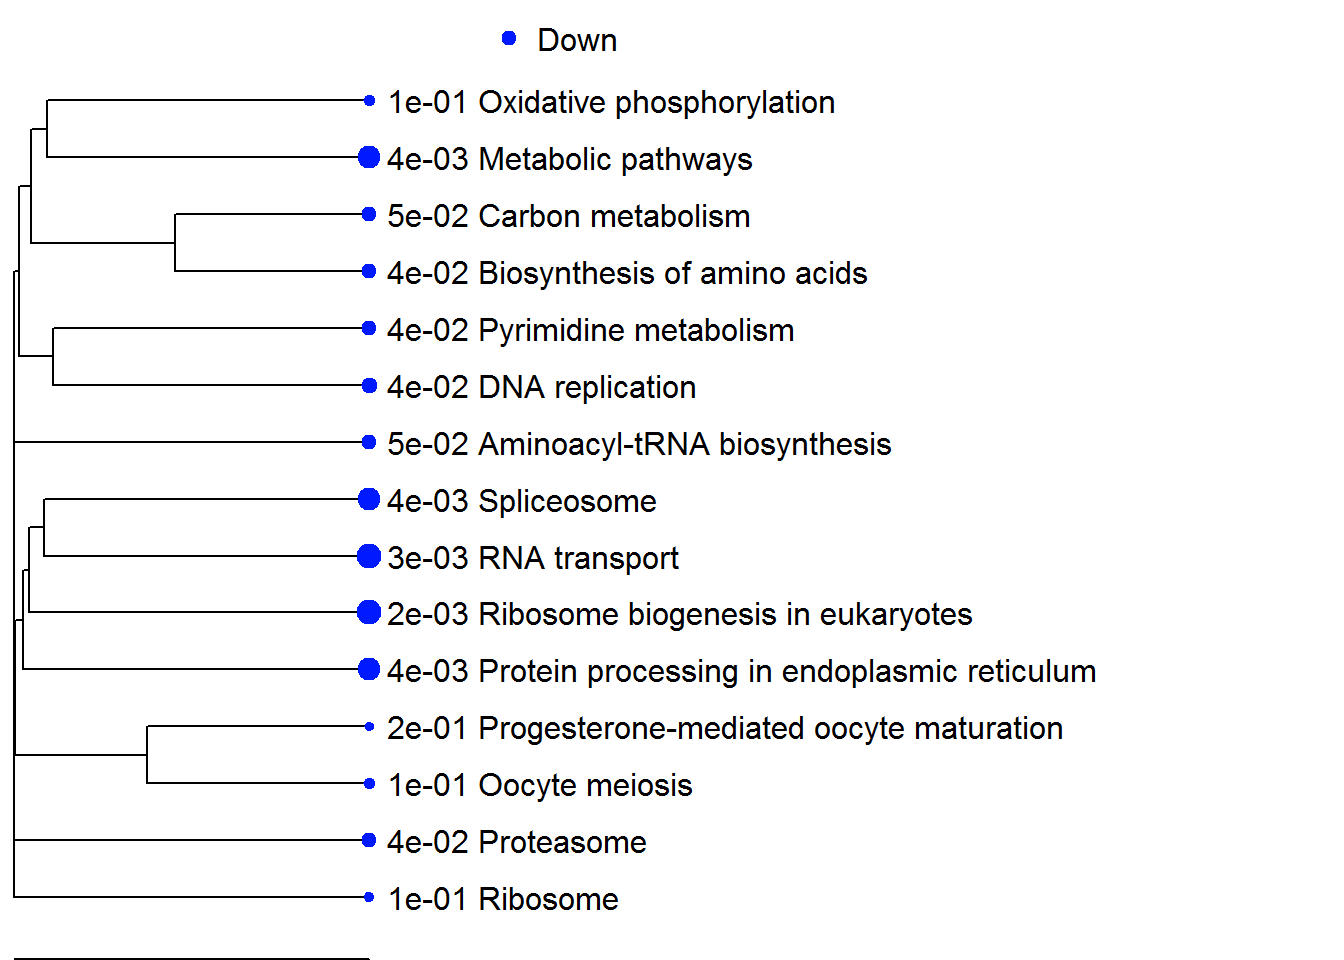 Down
1e-01 Oxidative phosphorylation
4e-03 Metabolic pathways
5e-02 Carbon metabolism
4e-02 Biosynthesis of amino acids
4e-02 Pyrimidine metabolism
4e-02 DNA replication
5e-02 Aminoacyl-tRNA biosynthesis
4e-03 Spliceosome
3e-03 RNA transport
2e-03 Ribosome biogenesis in eukaryotes
4e-03 Protein processing in endoplasmic reticulum
2e-01 Progesterone-mediated oocyte maturation
1e-01 Oocyte meiosis
4e-02 Proteasome
1e-01 Ribosome